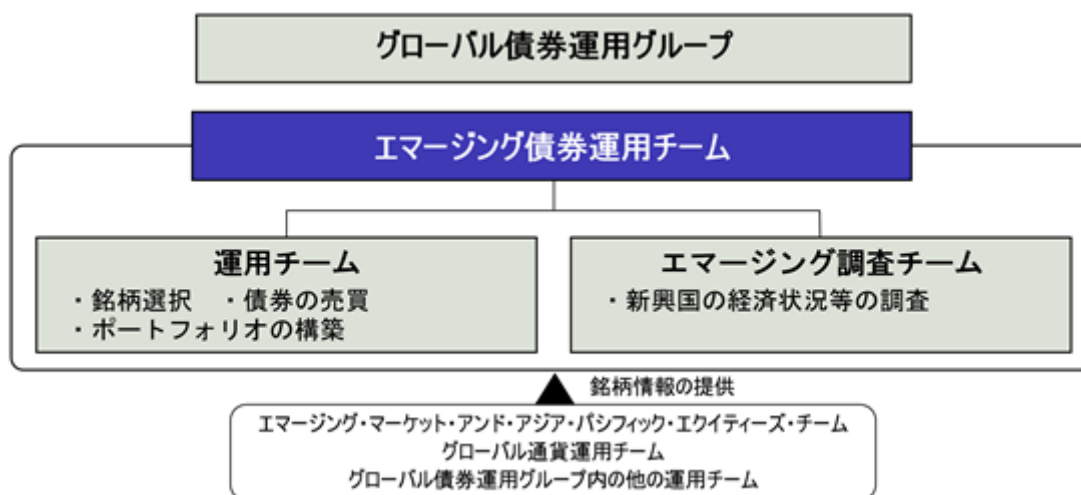 グローバル債券運用グループ
エマージング債券運用チーム
運用チーム
・銘柄選択　・債券の売買
・ポートフォリオの構築
エマージング調査チーム
・新興国の経済状況等の調査
銘柄情報の提供
エマージング・マーケット・アンド・アジア・パシフィック・エクイティーズ・チーム
グローバル通貨運用チーム
グローバル債券運用グループ内の他の運用チーム